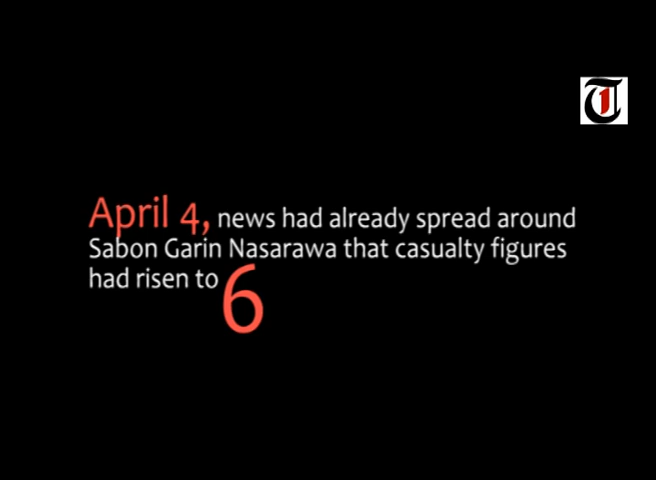 April 4, news had already spread around
Sabon Garin Nasarawa that casualty figures
had risen to 6